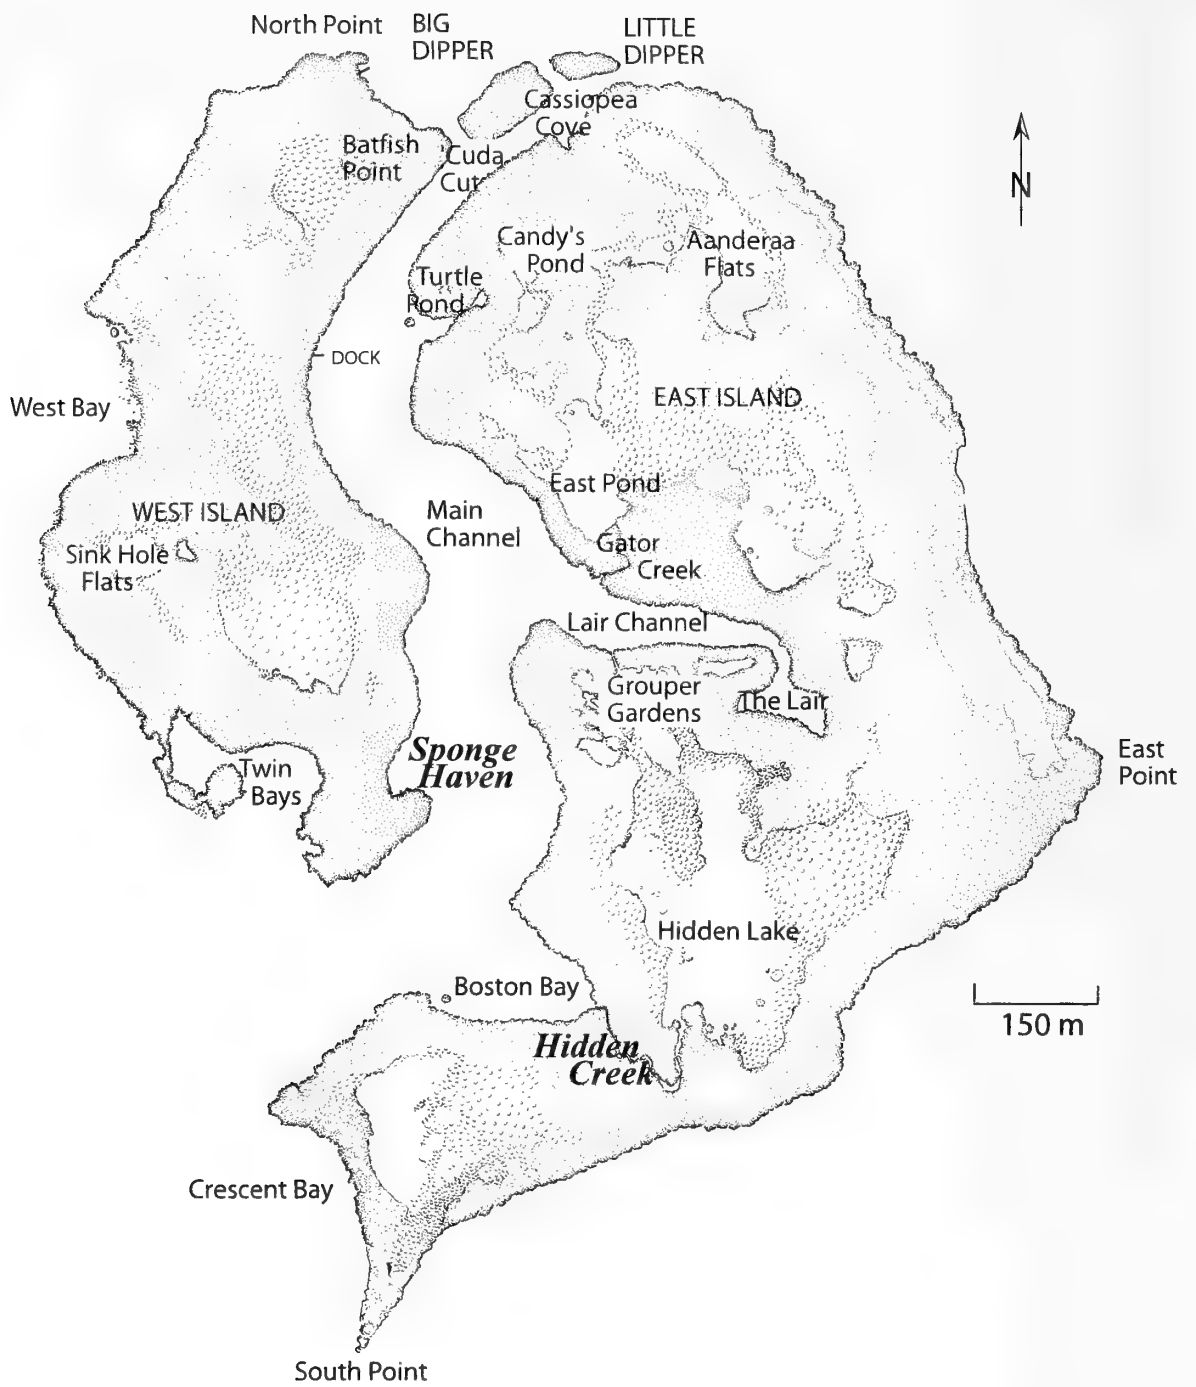 North Point
BIG
DIPPER
LITTLE
DIPPER
Cassiopea
Cove
Batfish
Point
Cuda
Cut
N
Candy's
Pond
Aanderaa
Flats
Turtle
Pond
DOCK
EAST ISLAND
West Bay
East Pond
WEST ISLAND
Main
Channel
Sink Hole
Flats
Gator
Creek
Lair Channel
Grouper
Gardens
The Lair
Sponge
Haven
East
Point
Twin
Bays
Hidden Lake
Boston Bay
150 m
Hidden
Creek
Crescent Bay
South Point